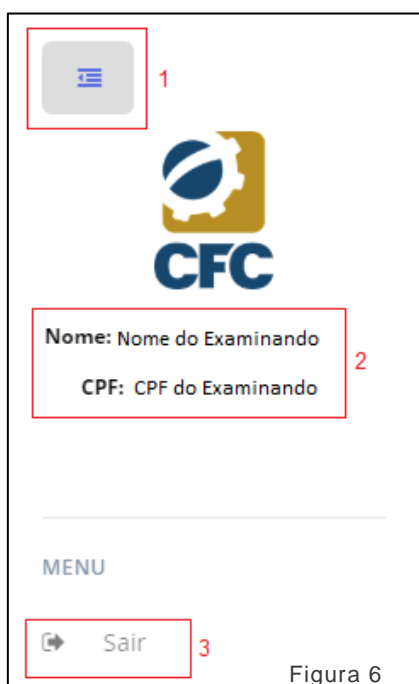 1
CFC
Nome: Nome do Examinando
2
CPF: CPF do Examinando
MENU
Sair
3
Figura 6